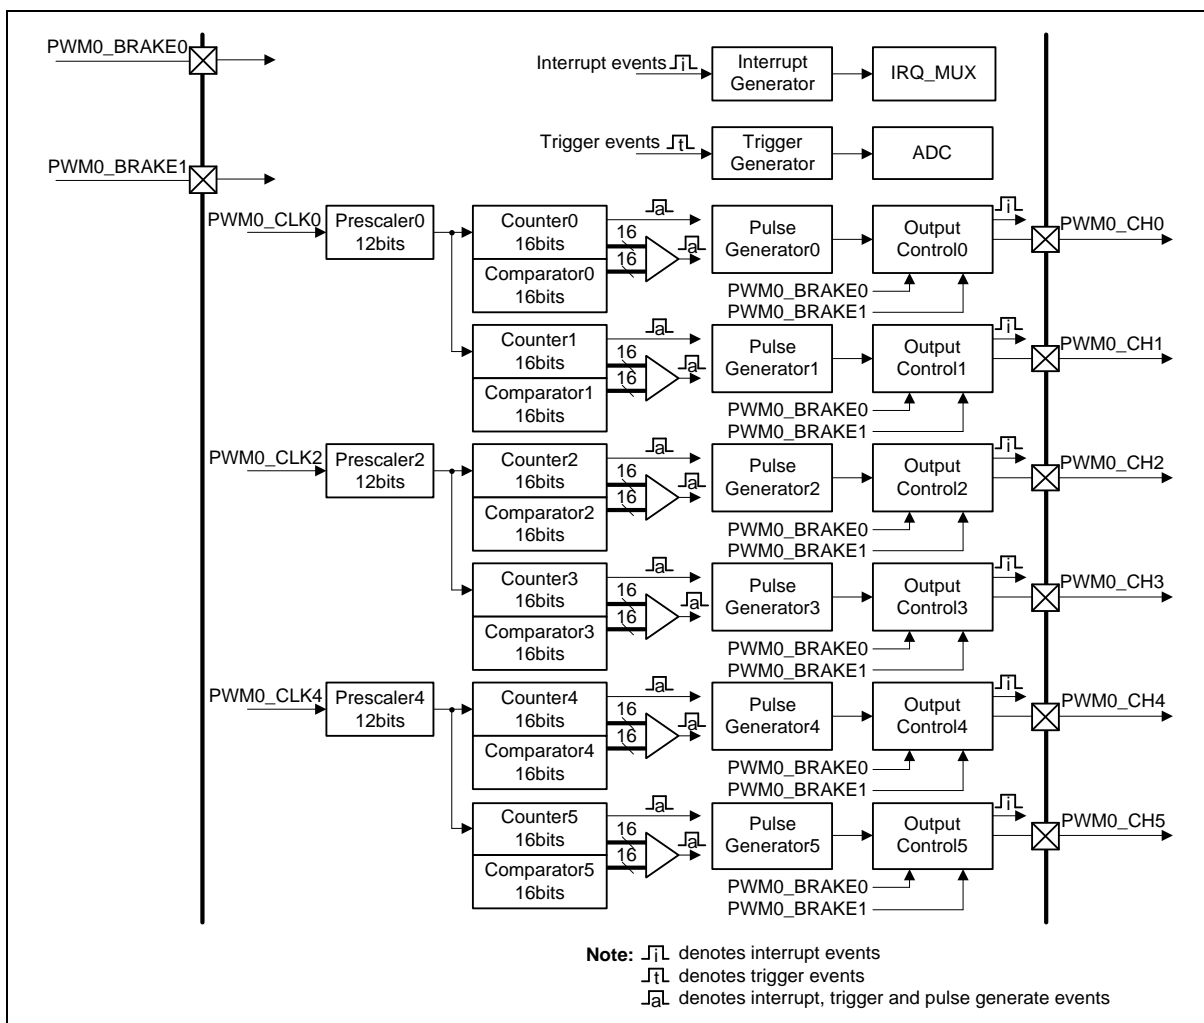 PWM0_BRAKE0
Interrupt events i
Interrupt
Generator
IRQ_MUX
PWM0_BRAKE1
Trigger events t
Trigger
Generator
ADC
PWM0_CLK0
Prescaler0
12bits
Counter0
16bits
Comparator0
16bits
a
16
16
a
Pulse
Generator0
Output
Control0
i
PWM0_CH0
PWM0_BRAKE0
PWM0_BRAKE1
Counter1
16bits
Comparator1
16bits
a
16
16
a
Pulse
Generator1
Output
Control1
i
PWM0_CH1
PWM0_BRAKE0
PWM0_BRAKE1
PWM0_CLK2
Prescaler2
12bits
Counter2
16bits
Comparator2
16bits
a
16
16
a
Pulse
Generator2
Output
Control2
i
PWM0_CH2
PWM0_BRAKE0
PWM0_BRAKE1
Counter3
16bits
Comparator3
16bits
a
16
16
a
Pulse
Generator3
Output
Control3
i
PWM0_CH3
PWM0_BRAKE0
PWM0_BRAKE1
PWM0_CLK4
Prescaler4
12bits
Counter4
16bits
Comparator4
16bits
a
16
16
a
Pulse
Generator4
Output
Control4
i
PWM0_CH4
PWM0_BRAKE0
PWM0_BRAKE1
Counter5
16bits
Comparator5
16bits
a
16
16
a
Pulse
Generator5
Output
Control5
i
PWM0_CH5
PWM0_BRAKE0
PWM0_BRAKE1
Note: i denotes interrupt events
t denotes trigger events
a denotes interrupt, trigger and pulse generate events